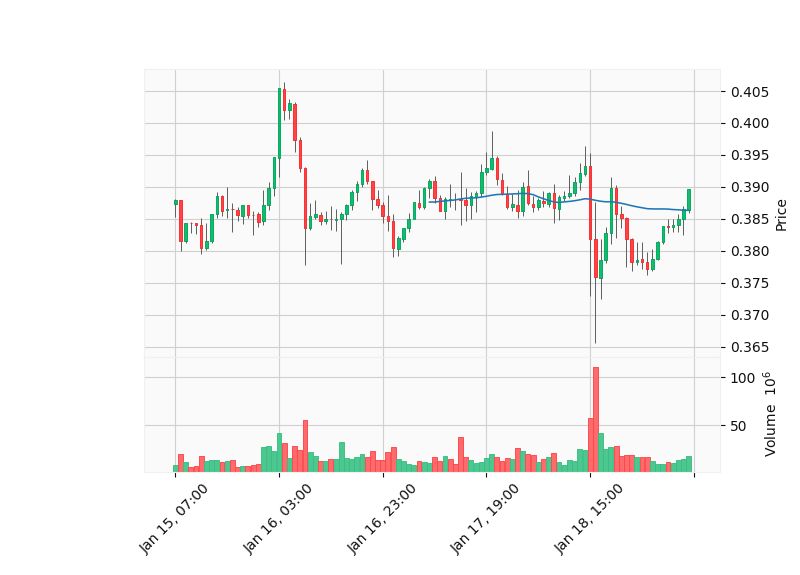 0.405
0.400
0.395
0.390
0.385
0.380
0.375
0.370
0.365
Price
100
50
Volume 10⁶
Jan 15, 07:00
Jan 16, 03:00
Jan 16, 23:00
Jan 17, 19:00
Jan 18, 15:00